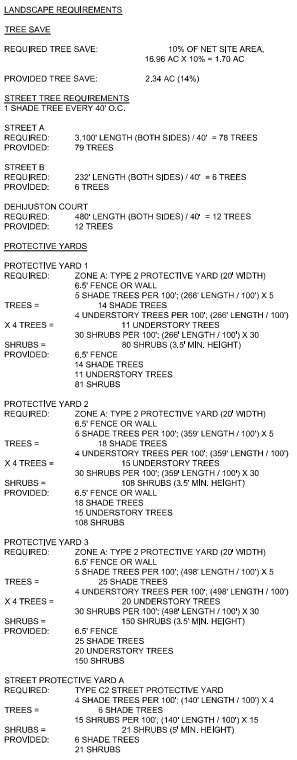 LANDSCAPE REQUIREMENTS
TREE SAVE
REQUIRED TREE SAVE: 10% OF NET SITE AREA,
16.96 AC X 10% = 1.70 AC
PROVIDED TREE SAVE: 2.34 AC (14%)
STREET TREE REQUIREMENTS
1 SHADE TREE EVERY 40' O.C.
STREET A
REQUIRED: 3,100' LENGTH (BOTH SIDES) / 40' = 78 TREES
PROVIDED: 79 TREES
STREET B
REQUIRED: 232' LENGTH (BOTH SIDES) / 40' = 6 TREES
PROVIDED: 6 TREES
DEHIJUSTON COURT
REQUIRED: 480' LENGTH (BOTH SIDES) / 40' = 12 TREES
PROVIDED: 12 TREES
PROTECTIVE YARDS
PROTECTIVE YARD 1
REQUIRED: ZONE A: TYPE 2 PROTECTIVE YARD (20' WIDTH)
6.5' FENCE OR WALL
5 SHADE TREES PER 100'; (266' LENGTH / 100') X 5
TREES = 14 SHADE TREES
4 UNDERSTORY TREES PER 100'; (266' LENGTH / 100')
X 4 TREES = 11 UNDERSTORY TREES
30 SHRUBS PER 100'; (266' LENGTH / 100') X 30
SHRUBS = 80 SHRUBS (3.5' MIN. HEIGHT)
PROVIDED: 6.5' FENCE
14 SHADE TREES
11 UNDERSTORY TREES
81 SHRUBS
PROTECTIVE YARD 2
REQUIRED: ZONE A: TYPE 2 PROTECTIVE YARD (20' WIDTH)
6.5' FENCE OR WALL
5 SHADE TREES PER 100'; (359' LENGTH / 100') X 5
TREES = 18 SHADE TREES
4 UNDERSTORY TREES PER 100'; (359' LENGTH / 100')
X 4 TREES = 15 UNDERSTORY TREES
30 SHRUBS PER 100'; (359' LENGTH / 100') X 30
SHRUBS = 108 SHRUBS (3.5' MIN. HEIGHT)
PROVIDED: 6.5' FENCE OR WALL
18 SHADE TREES
15 UNDERSTORY TREES
108 SHRUBS
PROTECTIVE YARD 3
REQUIRED: ZONE A: TYPE 2 PROTECTIVE YARD (20' WIDTH)
6.5' FENCE OR WALL
5 SHADE TREES PER 100'; (498' LENGTH / 100') X 5
TREES = 25 SHADE TREES
4 UNDERSTORY TREES PER 100'; (498' LENGTH / 100')
X 4 TREES = 20 UNDERSTORY TREES
30 SHRUBS PER 100'; (498' LENGTH / 100') X 30
SHRUBS = 150 SHRUBS (3.5' MIN. HEIGHT)
PROVIDED: 6.5' FENCE
25 SHADE TREES
20 UNDERSTORY TREES
150 SHRUBS
STREET PROTECTIVE YARD A
REQUIRED: TYPE C2 STREET PROTECTIVE YARD
4 SHADE TREES PER 100'; (140' LENGTH / 100') X 4
TREES = 6 SHADE TREES
15 SHRUBS PER 100'; (140' LENGTH / 100') X 15
SHRUBS = 21 SHRUBS (5' MIN. HEIGHT)
PROVIDED: 6 SHADE TREES
21 SHRUBS